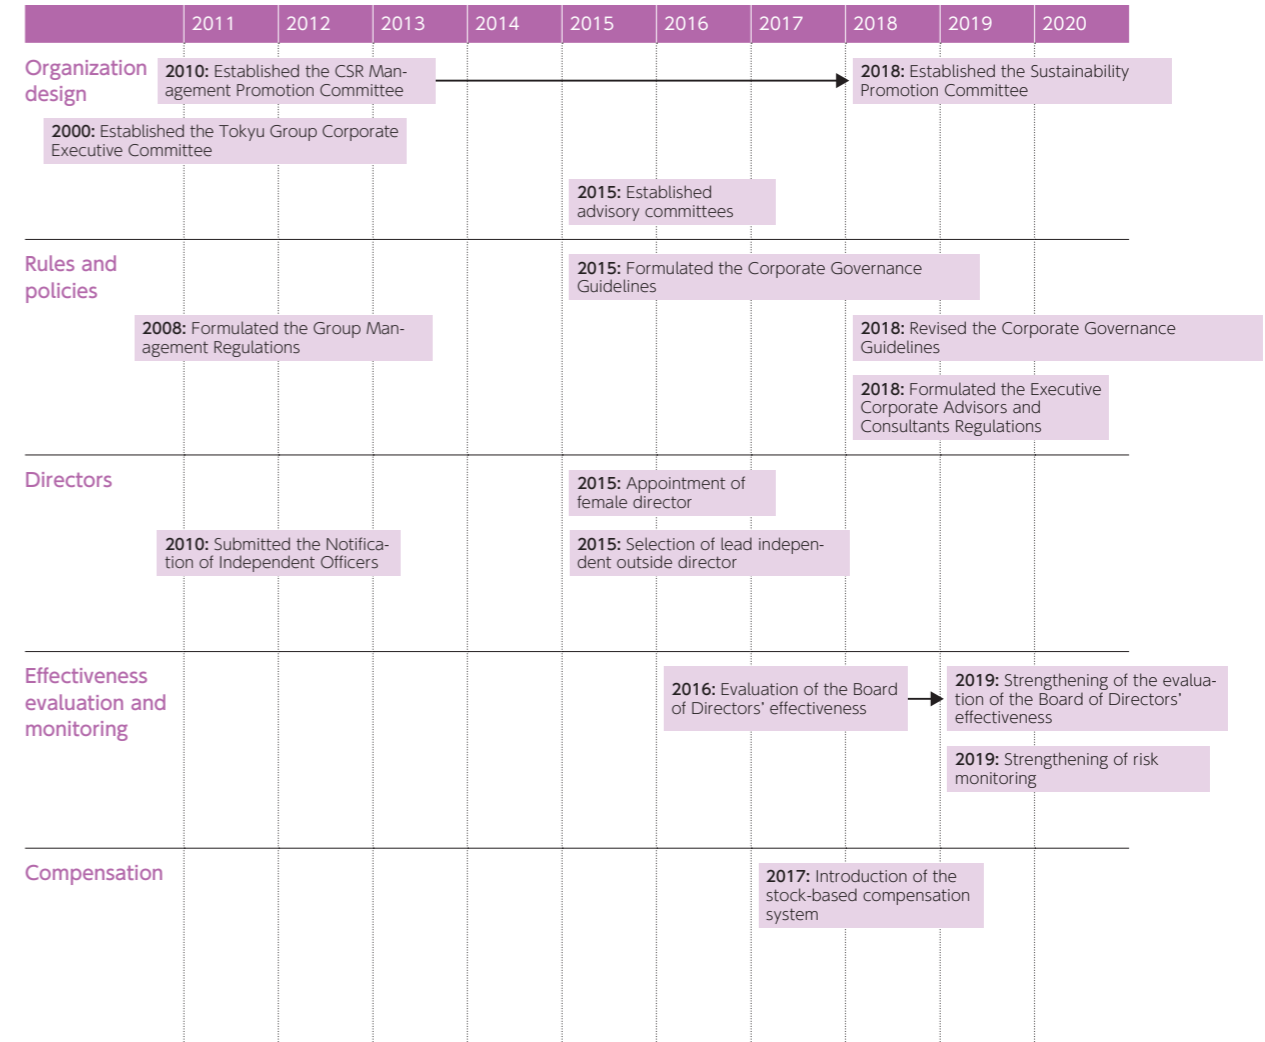 2011 2012 2013 2014 2015 2016 2017 2018 2019 2020
Organization
design
2010: Established the CSR Man-
agement Promotion Committee
2018: Established the Sustainability
Promotion Committee
2000: Established the Tokyu Group Corporate
Executive Committee
2015: Established
advisory committees
Rules and
policies
2015: Formulated the Corporate Governance
Guidelines
2008: Formulated the Group Man-
agement Regulations
2018: Revised the Corporate Governance
Guidelines
2018: Formulated the Executive
Corporate Advisors and
Consultants Regulations
Directors
2015: Appointment of
female director
2010: Submitted the Notifica-
tion of Independent Officers
2015: Selection of lead indepen-
dent outside director
Effectiveness
evaluation and
monitoring
2016: Evaluation of the Board
of Directors’ effectiveness
2019: Strengthening of the evalua-
tion of the Board of Directors’
effectiveness
2019: Strengthening of risk
monitoring
Compensation
2017: Introduction of the
stock-based compensation
system